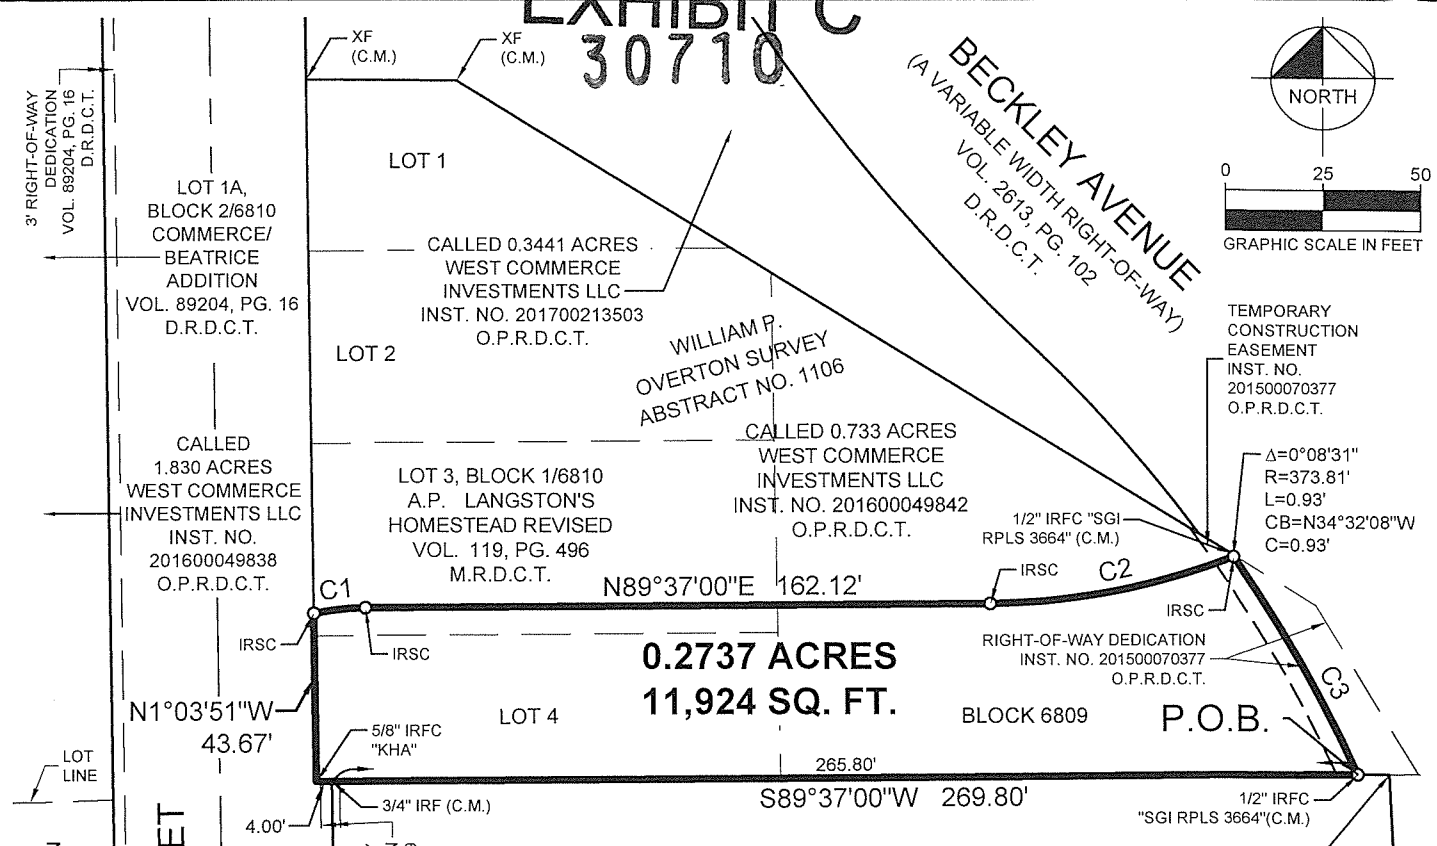 EXHIBIT C
30710
XF
(C.M.)
XF
(C.M.)
NORTH
0 25 50
GRAPHIC SCALE IN FEET
3' RIGHT-OF-WAY
DEDICATION
VOL. 89204, PG. 16
D.R.D.C.T.
BECKLEY AVENUE
(A VARIABLE WIDTH RIGHT-OF-WAY)
VOL. 2613, PG. 102
D.R.D.C.T.
LOT 1
LOT 1A,
BLOCK 2/6810
COMMERCE/
BEATRICE
ADDITION
VOL. 89204, PG. 16
D.R.D.C.T.
CALLED 0.3441 ACRES
WEST COMMERCE
INVESTMENTS LLC
INST. NO. 201700213503
O.P.R.D.C.T.
WILLIAM P.
OVERTON SURVEY
ABSTRACT NO. 1106
LOT 2
TEMPORARY
CONSTRUCTION
EASEMENT
INST. NO.
201500070377
O.P.R.D.C.T.
CALLED
1.830 ACRES
WEST COMMERCE
INVESTMENTS LLC
INST. NO.
201600049838
O.P.R.D.C.T.
LOT 3, BLOCK 1/6810
A.P. LANGSTON'S
HOMESTEAD REVISED
VOL. 119, PG. 496
M.R.D.C.T.
CALLED 0.733 ACRES
WEST COMMERCE
INVESTMENTS LLC
INST. NO. 201600049842
O.P.R.D.C.T.
Δ=0°08'31"
R=373.81'
L=0.93'
CB=N34°32'08"W
C=0.93'
1/2" IRFC "SGI
RPLS 3664" (C.M.)
C1
N89°37'00"E 162.12'
IRSC
C2
IRSC
IRSC
IRSC
RIGHT-OF-WAY DEDICATION
INST. NO. 201500070377
O.P.R.D.C.T.
0.2737 ACRES
11,924 SQ. FT.
C3
N1°03'51"W
43.67'
LOT 4
BLOCK 6809
P.O.B.
5/8" IRFC
"KHA"
LOT
LINE
265.80'
S89°37'00"W 269.80'
3/4" IRF (C.M.)
4.00'
1/2" IRFC
"SGI RPLS 3664"(C.M.)
ET